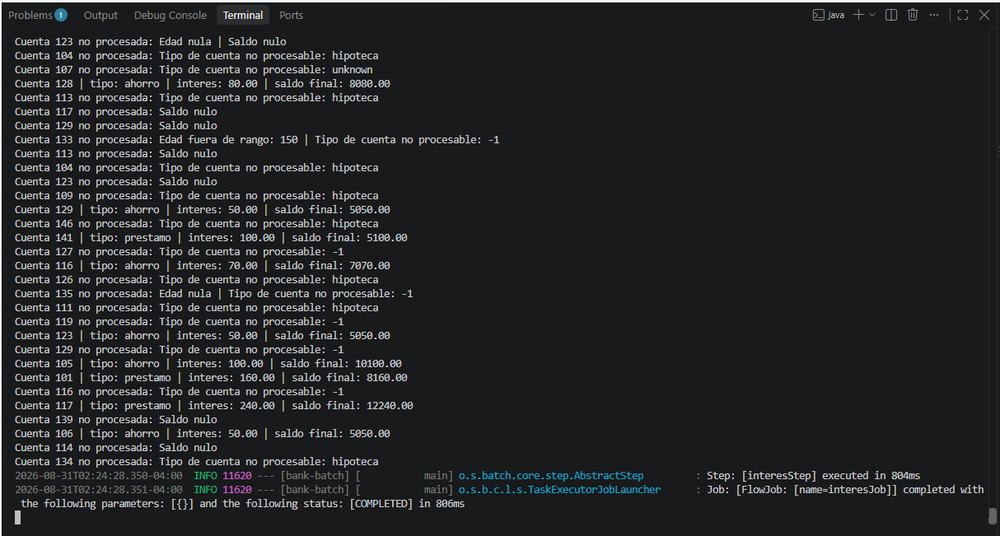 Problems 1 Output Debug Console Terminal Ports java
Cuenta 123 no procesada: Edad nula | Saldo nulo
Cuenta 104 no procesada: Tipo de cuenta no procesable: hipoteca
Cuenta 107 no procesada: Tipo de cuenta no procesable: unknown
Cuenta 128 | tipo: ahorro | interes: 80.00 | saldo final: 8080.00
Cuenta 113 no procesada: Tipo de cuenta no procesable: hipoteca
Cuenta 117 no procesada: Saldo nulo
Cuenta 129 no procesada: Saldo nulo
Cuenta 133 no procesada: Edad fuera de rango: 150 | Tipo de cuenta no procesable: -1
Cuenta 113 no procesada: Saldo nulo
Cuenta 104 no procesada: Tipo de cuenta no procesable: hipoteca
Cuenta 123 no procesada: Saldo nulo
Cuenta 109 no procesada: Tipo de cuenta no procesable: hipoteca
Cuenta 129 | tipo: ahorro | interes: 50.00 | saldo final: 5050.00
Cuenta 146 no procesada: Tipo de cuenta no procesable: hipoteca
Cuenta 141 | tipo: prestamo | interes: 100.00 | saldo final: 5100.00
Cuenta 127 no procesada: Tipo de cuenta no procesable: -1
Cuenta 116 | tipo: ahorro | interes: 70.00 | saldo final: 7070.00
Cuenta 126 no procesada: Tipo de cuenta no procesable: hipoteca
Cuenta 135 no procesada: Edad nula | Tipo de cuenta no procesable: -1
Cuenta 111 no procesada: Tipo de cuenta no procesable: hipoteca
Cuenta 119 no procesada: Tipo de cuenta no procesable: -1
Cuenta 123 | tipo: ahorro | interes: 50.00 | saldo final: 5050.00
Cuenta 129 no procesada: Tipo de cuenta no procesable: -1
Cuenta 105 | tipo: ahorro | interes: 100.00 | saldo final: 10100.00
Cuenta 101 | tipo: prestamo | interes: 160.00 | saldo final: 8160.00
Cuenta 116 no procesada: Tipo de cuenta no procesable: -1
Cuenta 117 | tipo: prestamo | interes: 240.00 | saldo final: 12240.00
Cuenta 139 no procesada: Saldo nulo
Cuenta 106 | tipo: ahorro | interes: 50.00 | saldo final: 5050.00
Cuenta 114 no procesada: Saldo nulo
Cuenta 134 no procesada: Tipo de cuenta no procesable: hipoteca
2026-08-31T02:24:28.350-04:00 INFO 11620 --- [bank-batch] [ main] o.s.batch.core.step.AbstractStep : Step: [interesStep] executed in 804ms
2026-08-31T02:24:28.351-04:00 INFO 11620 --- [bank-batch] [ main] o.s.b.c.l.s.TaskExecutorJobLauncher : Job: [FlowJob: [name=interesJob]] completed with
the following parameters: [{}] and the following status: [COMPLETED] in 806ms